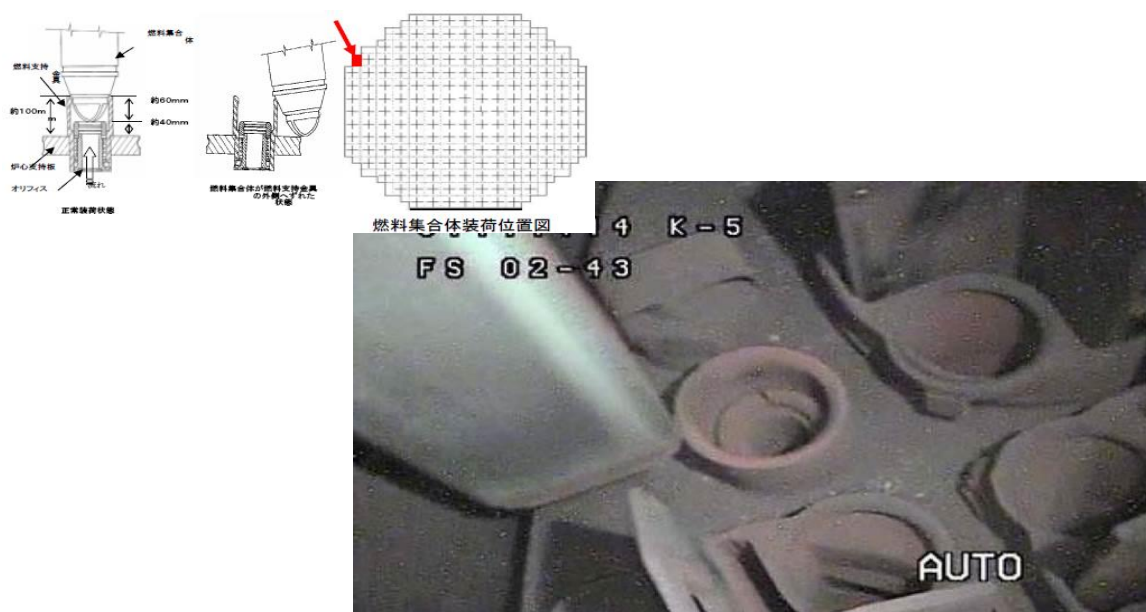 燃料集合
体
燃料支持
金具
約100m
m
約60mm
約40mm
炉心支持板
オリフィス
流れ
正常装荷状態
燃料集合体が燃料支持金具
の外側へずれた
状態
燃料集合体装荷位置図
4 K-5
FS 02-43
AUTO